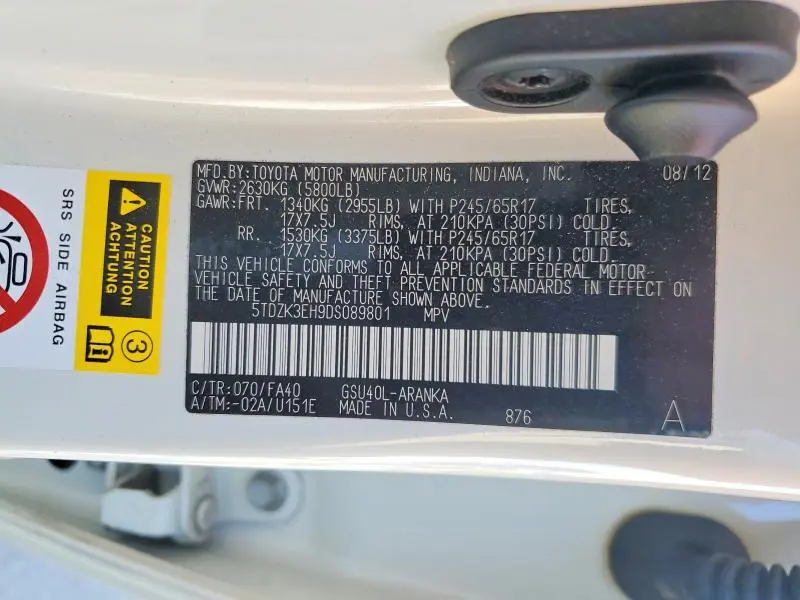 SRS SIDE AIRBAG
CAUTION
ATTENTION
ACHTUNG
3
MFD.BY:TOYOTA MOTOR MANUFACTURING, INDIANA, INC. 08/12
GVWR:2630KG (5800LB)
GAWR:FRT. 1340KG (2955LB) WITH P245/65R17 TIRES,
17X7.5J RIMS, AT 210KPA (30PSI) COLD.
RR. 1530KG (3375LB) WITH P245/65R17 TIRES,
17X7.5J RIMS, AT 210KPA (30PSI) COLD.
THIS VEHICLE CONFORMS TO ALL APPLICABLE FEDERAL MOTOR
VEHICLE SAFETY AND THEFT PREVENTION STANDARDS IN EFFECT ON
THE DATE OF MANUFACTURE SHOWN ABOVE.
5TDZK3EH9DS089801 MPV
C/TR:070/FA40 GSU40L-ARANKA
A/TM:-02A/U151E MADE IN U.S.A. 876 A